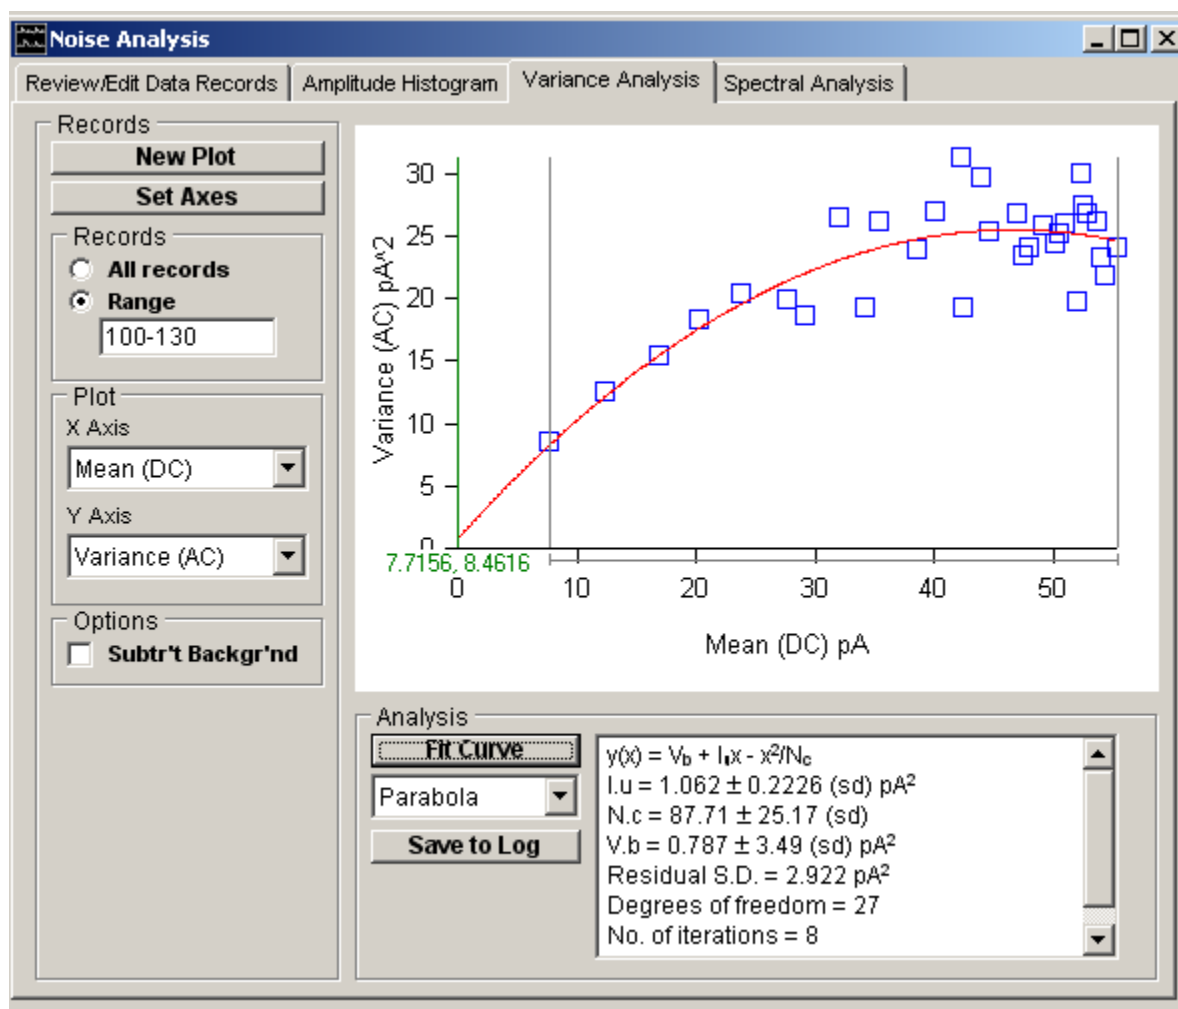 Noise Analysis
Review/Edit Data Records
Amplitude Histogram
Variance Analysis
Spectral Analysis
Records
New Plot
Set Axes
Records
All records
Range
100-130
Plot
X Axis
Mean (DC)
Y Axis
Variance (AC)
Options
Subtr't Backgr'nd
Variance (AC) pA^2
30
25
20
15
10
5
0
7.7156, 8.4616
0 10 20 30 40 50
Mean (DC) pA
Analysis
Fit Curve
Parabola
Save to Log
y(x) = V_b + I_ux - x²/N_c
I.u = 1.062 ± 0.2226 (sd) pA²
N.c = 87.71 ± 25.17 (sd)
V.b = 0.787 ± 3.49 (sd) pA²
Residual S.D. = 2.922 pA²
Degrees of freedom = 27
No. of iterations = 8